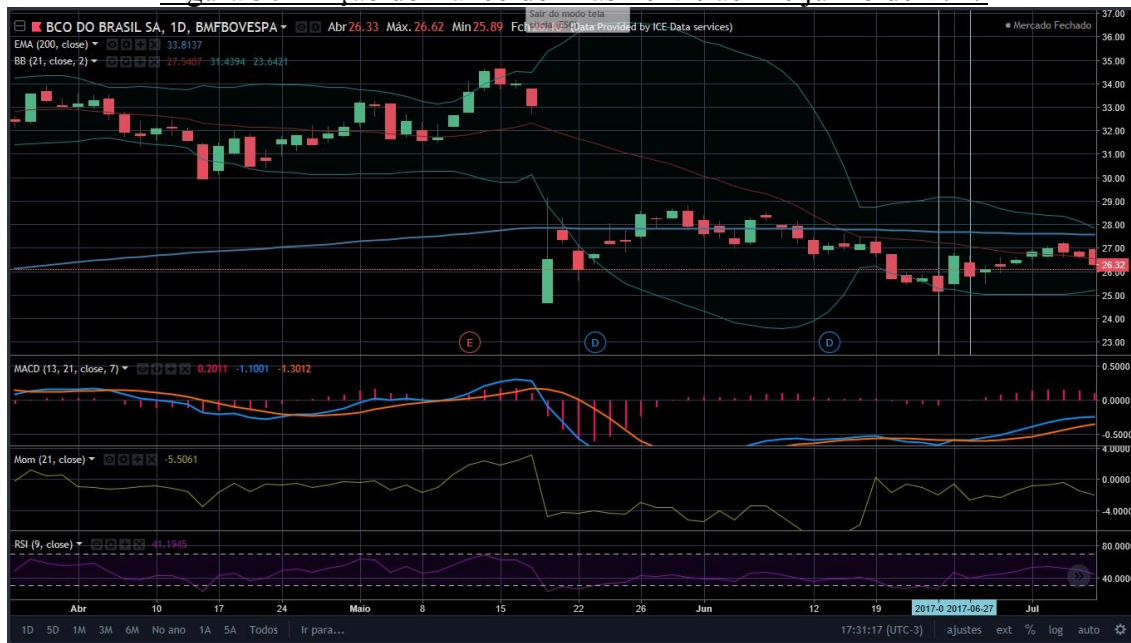 BCO DO BRASIL SA, 1D, BMFBOVESPA Abr26.33 Máx. 26.62 Min25.89 (Data Provided by ICE-Data services)
Sair do modo tela
Mercado Fechado
EMA (200, close) 33.8137
BB (21, close, 2) 27.5407 31.4394 23.6421
37.00
36.00
35.00
34.00
33.00
32.00
31.00
30.00
29.00
28.00
27.00
26.32
26.00
25.00
24.00
23.00
E D D
MACD (13, 21, close, 7) 0.2011 -1.1001 -1.3012
0.5000
0.0000
-0.5000
Mom (21, close) -5.5061
4.0000
0.0000
-4.0000
RSI (9, close) 41.1945
80.0000
40.0000
Abr 10 17 24 Maio 8 15 22 26 Jun 12 19 2017-0 2017-06-27 Jul
1D 5D 1M 3M 6M No ano 1A 5A Todos Ir para... 17:31:17 (UTC-3) ajustes ext % log auto